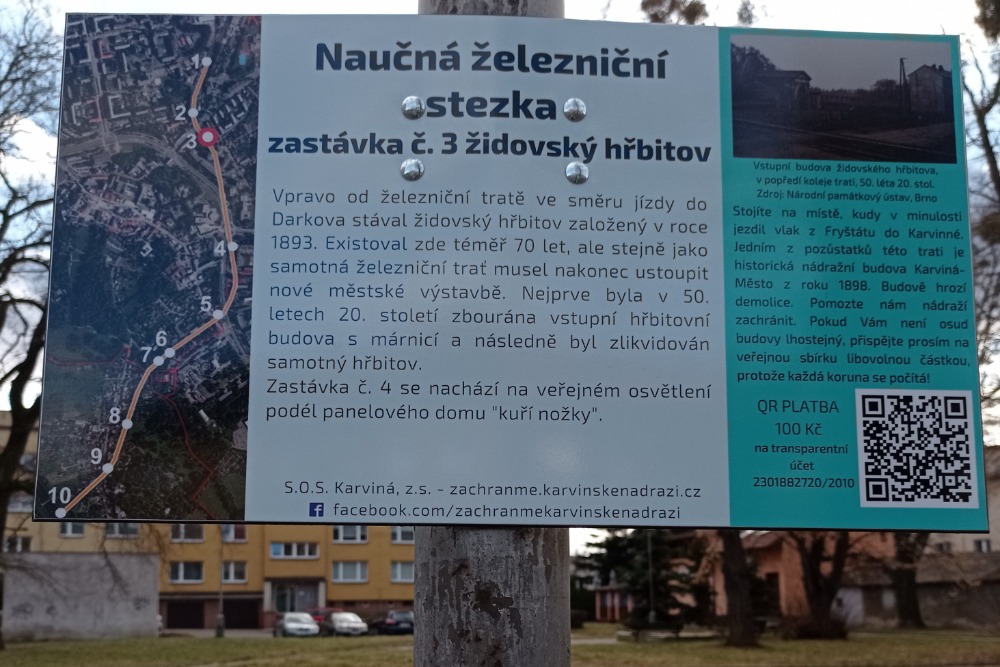 1
2
3
4
5
6
7
8
9
10
Naučná železniční
stezka
zastávka č. 3 židovský hřbitov
Vpravo od železniční tratě ve směru jízdy do
Darkova stával židovský hřbitov založený v roce
1893. Existoval zde téměř 70 let, ale stejně jako
samotná železniční trať musel nakonec ustoupit
nové městské výstavbě. Nejprve byla v 50.
letech 20. století zbourána vstupní hřbitovní
budova s márnicí a následně byl zlikvidován
samotný hřbitov.
Zastávka č. 4 se nachází na veřejném osvětlení
podél panelového domu "kuří nožky".
S.O.S. Karviná, z.s. - zachranme.karvinskenadrazi.cz
facebook.com/zachranmekarvinskenadrazi
Vstupní budova židovského hřbitova,
v popředí koleje trati, 50. léta 20. stol.
Zdroj: Národní památkový ústav, Brno
Stojíte na místě, kudy v minulosti
jezdil vlak z Fryštátu do Karvinné.
Jedním z pozůstatků této trati je
historická nádražní budova Karviná-
Město z roku 1898. Budově hrozí
demolice. Pomozte nám nádraží
zachránit. Pokud Vám není osud
budovy lhostejný, přispějte prosím na
veřejnou sbírku libovolnou částkou,
protože každá koruna se počítá!
QR PLATBA
100 Kč
na transparentní
účet
2301882720/2010